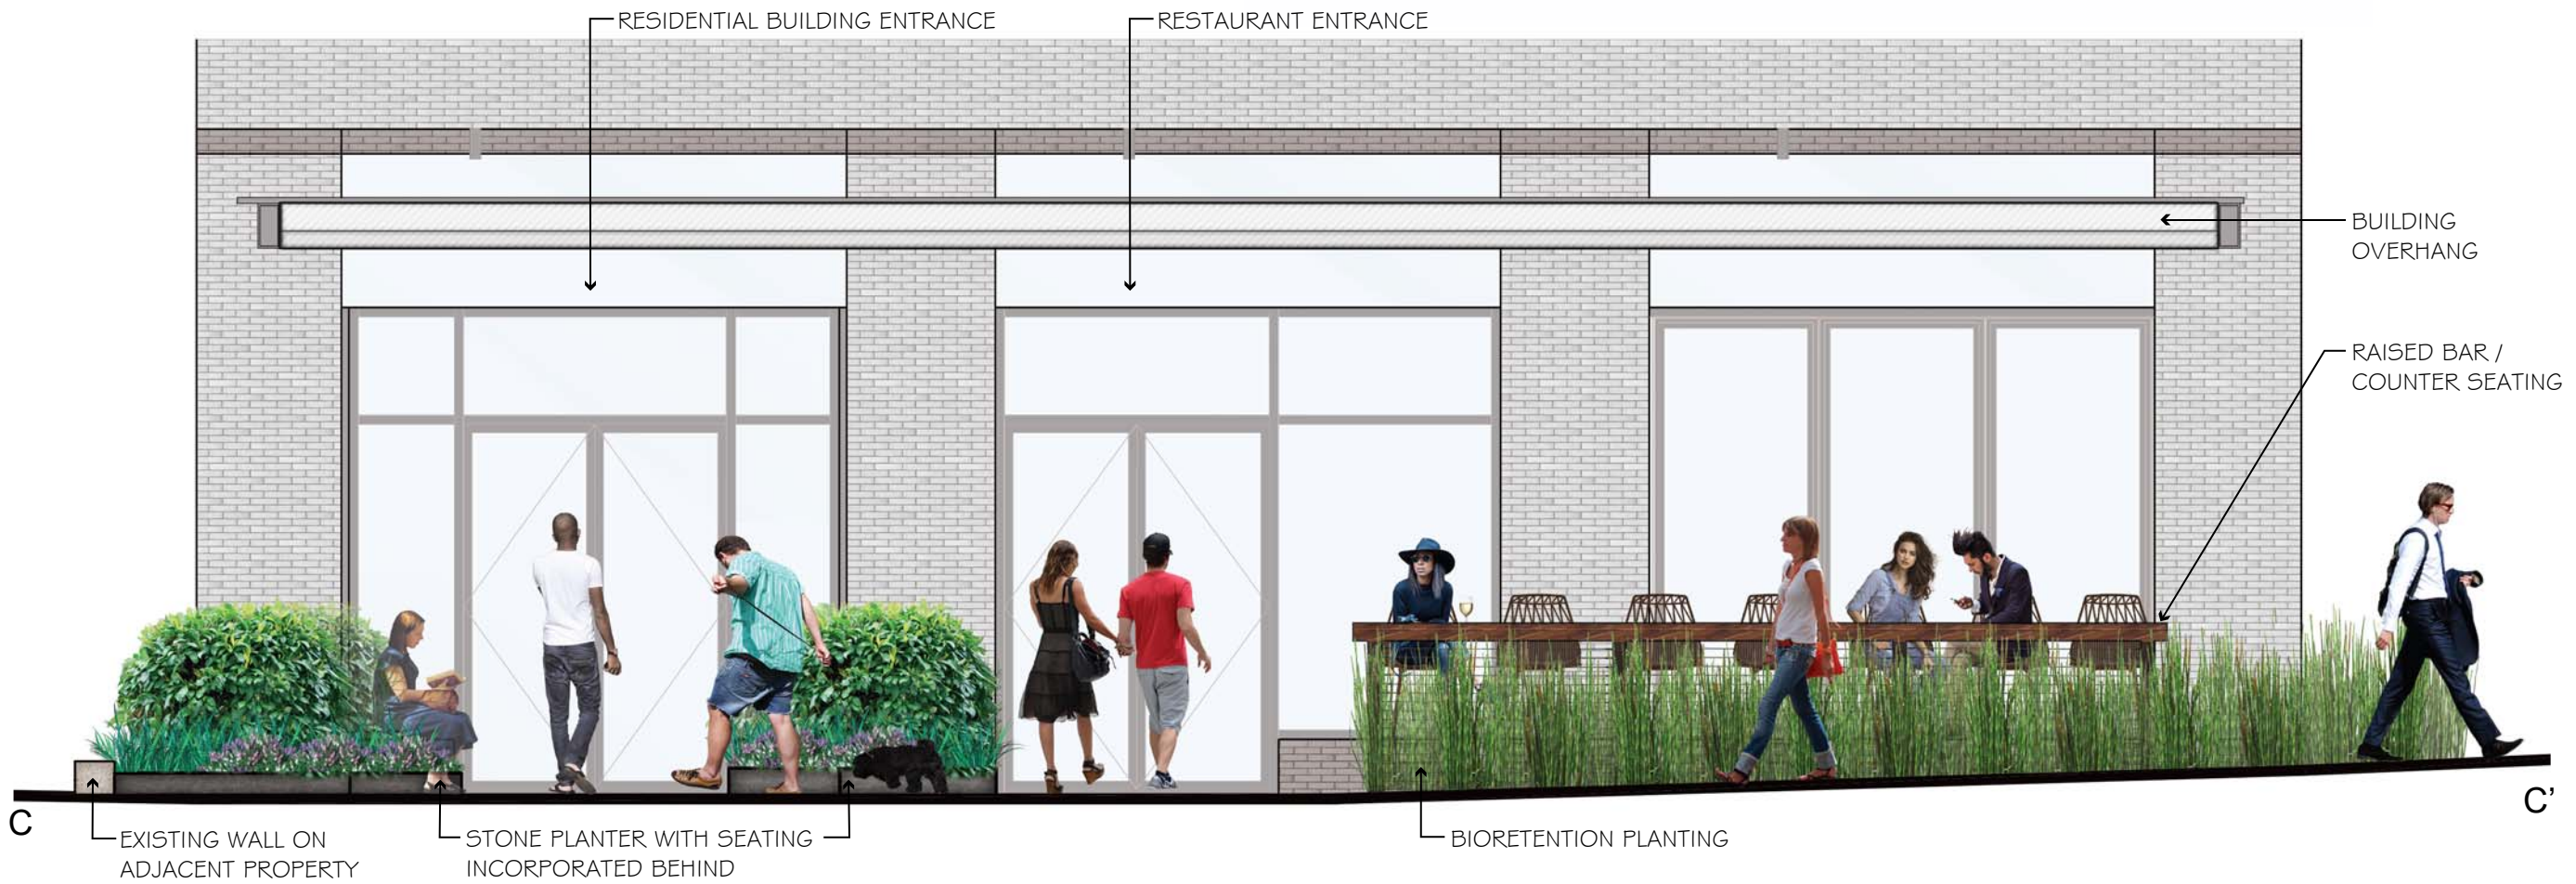 RESIDENTIAL BUILDING ENTRANCE
RESTAURANT ENTRANCE
BUILDING
OVERHANG
RAISED BAR /
COUNTER SEATING
C
C'
EXISTING WALL ON
ADJACENT PROPERTY
STONE PLANTER WITH SEATING
INCORPORATED BEHIND
BIORETENTION PLANTING